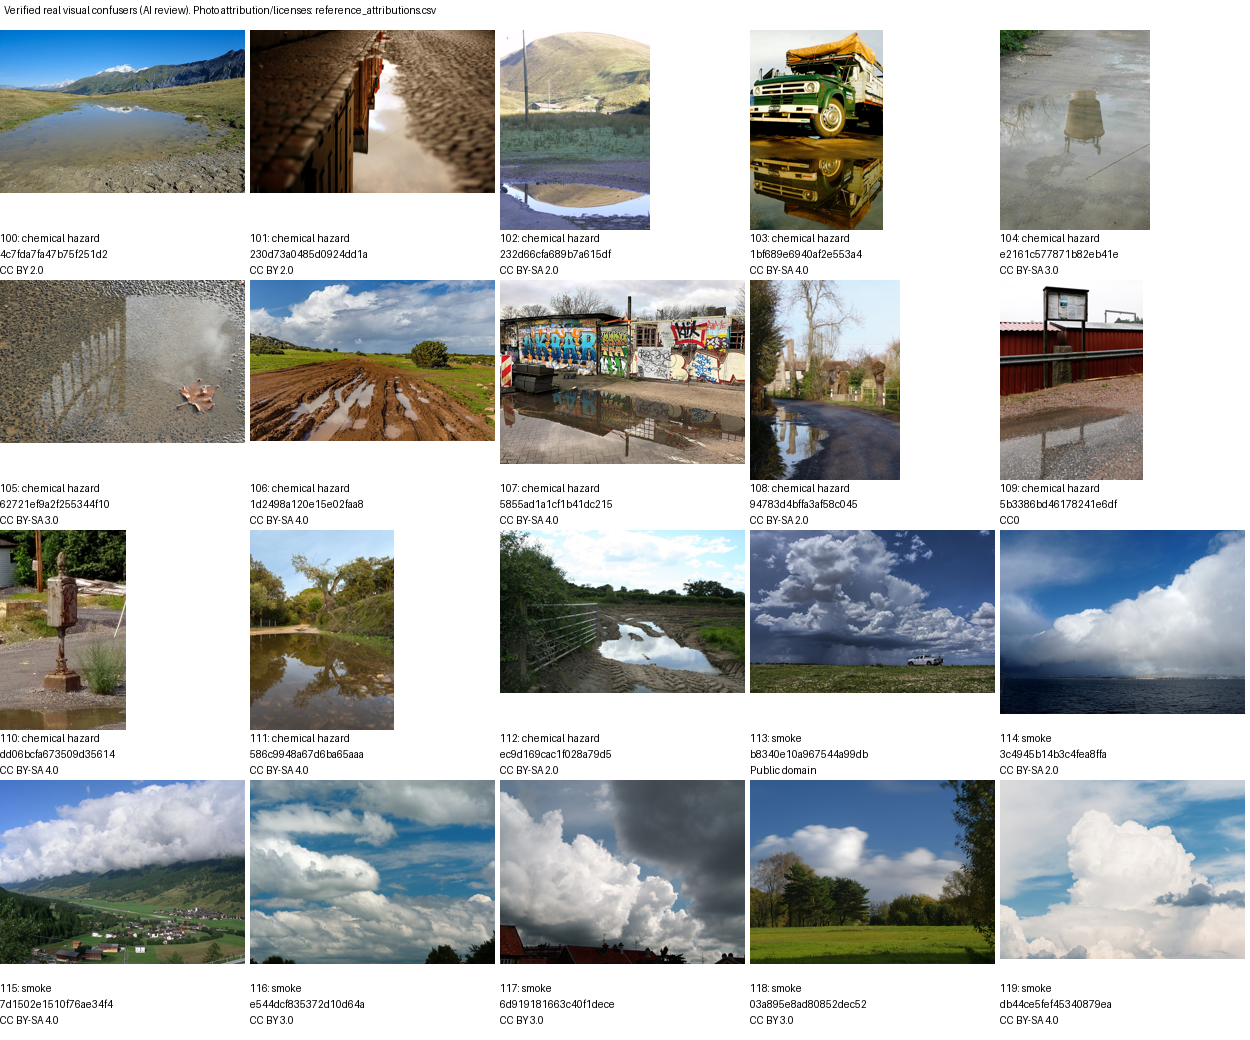 Verified real visual confusers (AI review). Photo attribution/licenses: reference_attributions.csv
100: chemical hazard
4c7fda7fa47b75f251d2
CC BY 2.0
101: chemical hazard
230d73a0485d0924dd1a
CC BY 2.0
102: chemical hazard
232d66cfa689b7a615df
CC BY-SA 2.0
103: chemical hazard
1bf689e6940af2e553a4
CC BY-SA 4.0
104: chemical hazard
e2161c577871b82eb41e
CC BY-SA 3.0
105: chemical hazard
62721ef9a2f255344f10
CC BY-SA 3.0
106: chemical hazard
1d2498a120e15e02faa8
CC BY-SA 4.0
107: chemical hazard
5855ad1a1cf1b41dc215
CC BY-SA 4.0
108: chemical hazard
94783d4bffa3af58c045
CC BY-SA 2.0
109: chemical hazard
5b3386bd46178241e6df
CC0
110: chemical hazard
dd06bcfa673509d35614
CC BY-SA 4.0
111: chemical hazard
586c9948a67d6ba65aaa
CC BY-SA 4.0
112: chemical hazard
ec9d169cac1f028a79d5
CC BY-SA 2.0
113: smoke
b8340e10a967544a99db
Public domain
114: smoke
3c4945b14b3c4fea8ffa
CC BY-SA 2.0
115: smoke
7d1502e1510f76ae34f4
CC BY-SA 4.0
116: smoke
e544dcf835372d10d64a
CC BY 3.0
117: smoke
6d919181663c40f1dece
CC BY 3.0
118: smoke
03a895e8ad80852dec52
CC BY 3.0
119: smoke
db44ce5fef45340879ea
CC BY-SA 4.0